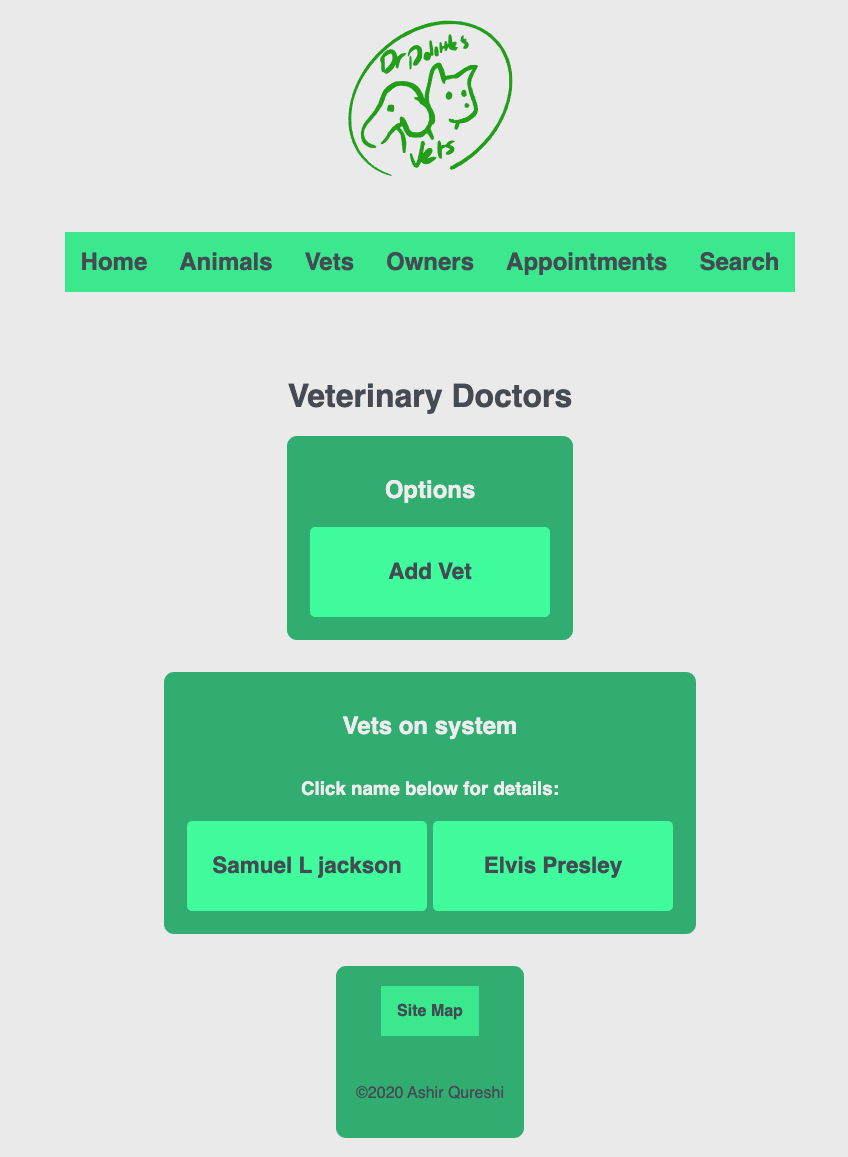 Dr Dolittle's
Vets
Home Animals Vets Owners Appointments Search
Veterinary Doctors
Options
Add Vet
Vets on system
Click name below for details:
Samuel L jackson Elvis Presley
Site Map
©2020 Ashir Qureshi